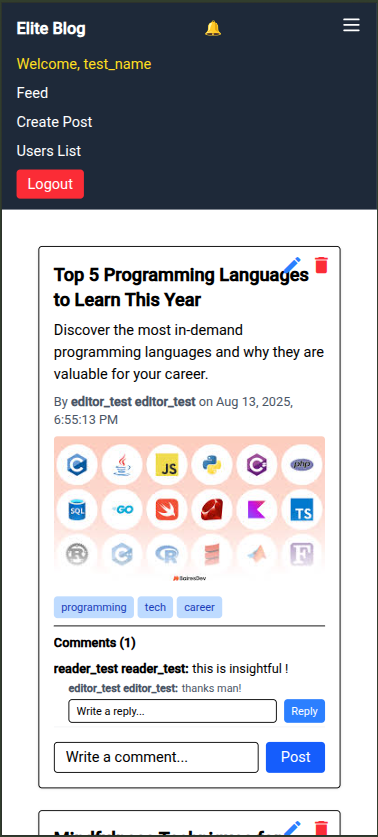 Elite Blog
Welcome, test_name
Feed
Create Post
Users List
Logout
Top 5 Programming Languages
to Learn This Year
Discover the most in-demand
programming languages and why they are
valuable for your career.
By editor_test editor_test on Aug 13, 2025,
6:55:13 PM
C
Java
JS
C
php
SQL
GO
TS
R
C
R
F
BairesDev
programming
tech
career
Comments (1)
reader_test reader_test: this is insightful !
editor_test editor_test: thanks man!
Write a reply...
Reply
Write a comment...
Post